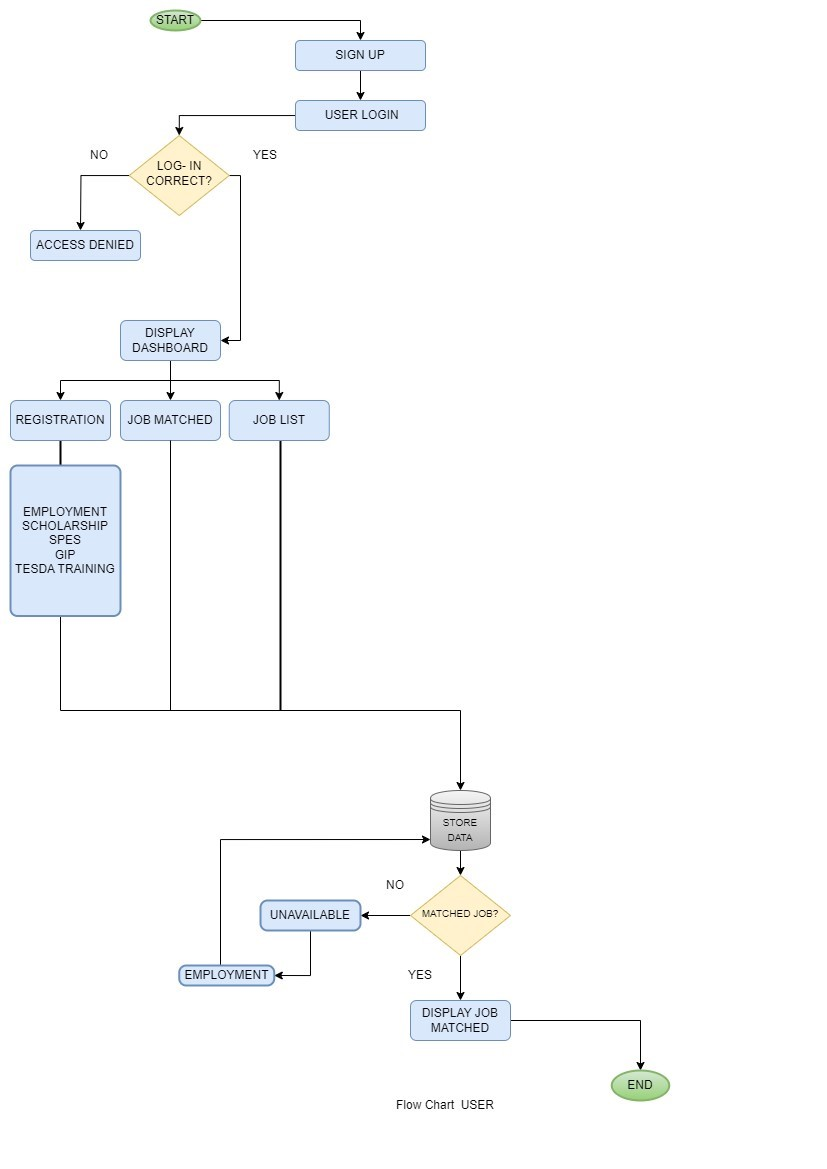 START
SIGN UP
USER LOGIN
NO
YES
LOG- IN
CORRECT?
ACCESS DENIED
DISPLAY
DASHBOARD
REGISTRATION
JOB MATCHED
JOB LIST
EMPLOYMENT
SCHOLARSHIP
SPES
GIP
TESDA TRAINING
STORE
DATA
NO
MATCHED JOB?
UNAVAILABLE
EMPLOYMENT
YES
DISPLAY JOB
MATCHED
END
Flow Chart  USER